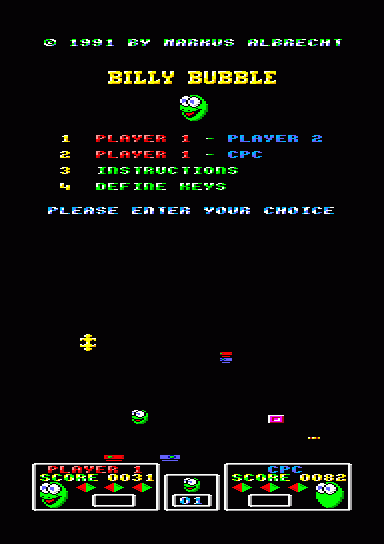 © 1991 BY MARKUS ALBRECHT
BILLY BUBBLE
1 PLAYER 1 - PLAYER 2
2 PLAYER 1 - CPC
3 INSTRUCTIONS
4 DEFINE KEYS
PLEASE ENTER YOUR CHOICE
PLAYER 1
SCORE 0031
01
CPC
SCORE 0082